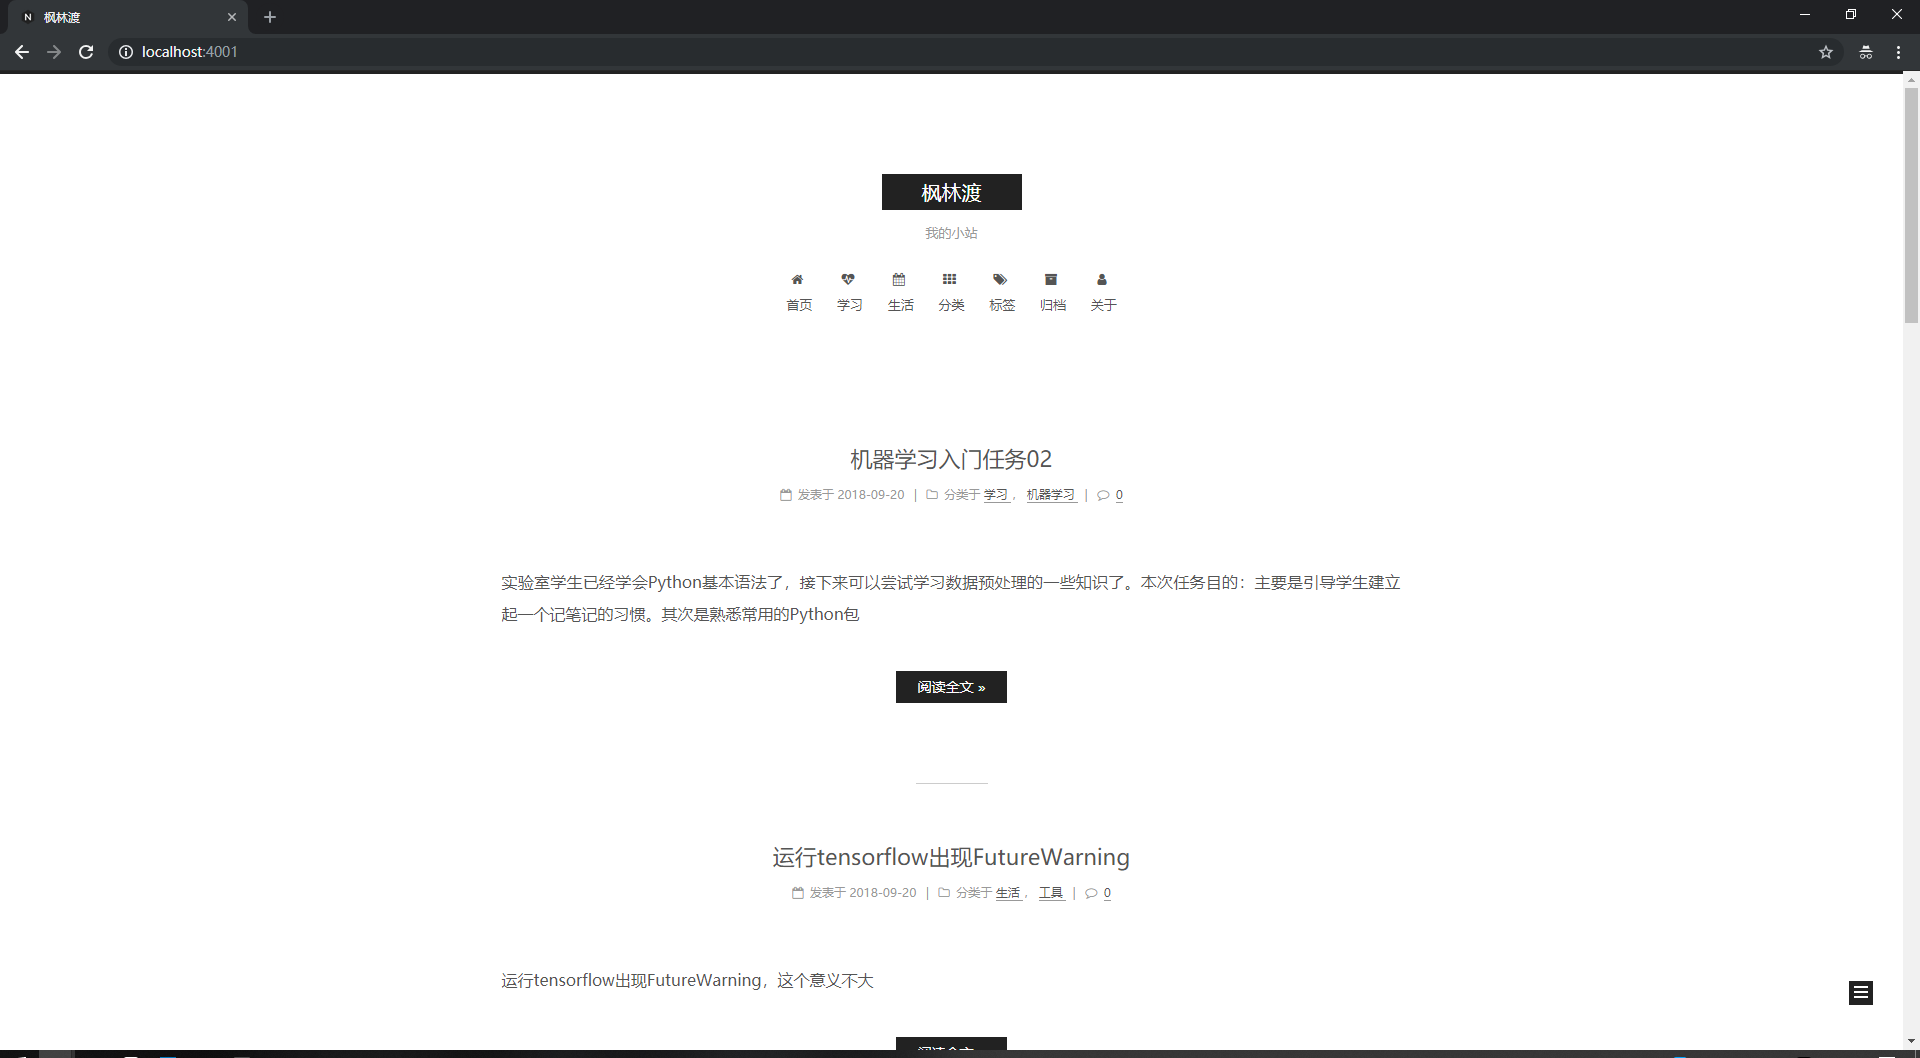 枫林渡
localhost:4001
枫林渡
我的小站
首页 学习 生活 分类 标签 归档 关于
机器学习入门任务02
发表于 2018-09-20 | 分类于 学习 , 机器学习 | 0
实验室学生已经学会Python基本语法了，接下来可以尝试学习数据预处理的一些知识了。本次任务目的：主要是引导学生建立
起一个记笔记的习惯。其次是熟悉常用的Python包
阅读全文 »
运行tensorflow出现FutureWarning
发表于 2018-09-20 | 分类于 生活 , 工具 | 0
运行tensorflow出现FutureWarning，这个意义不大